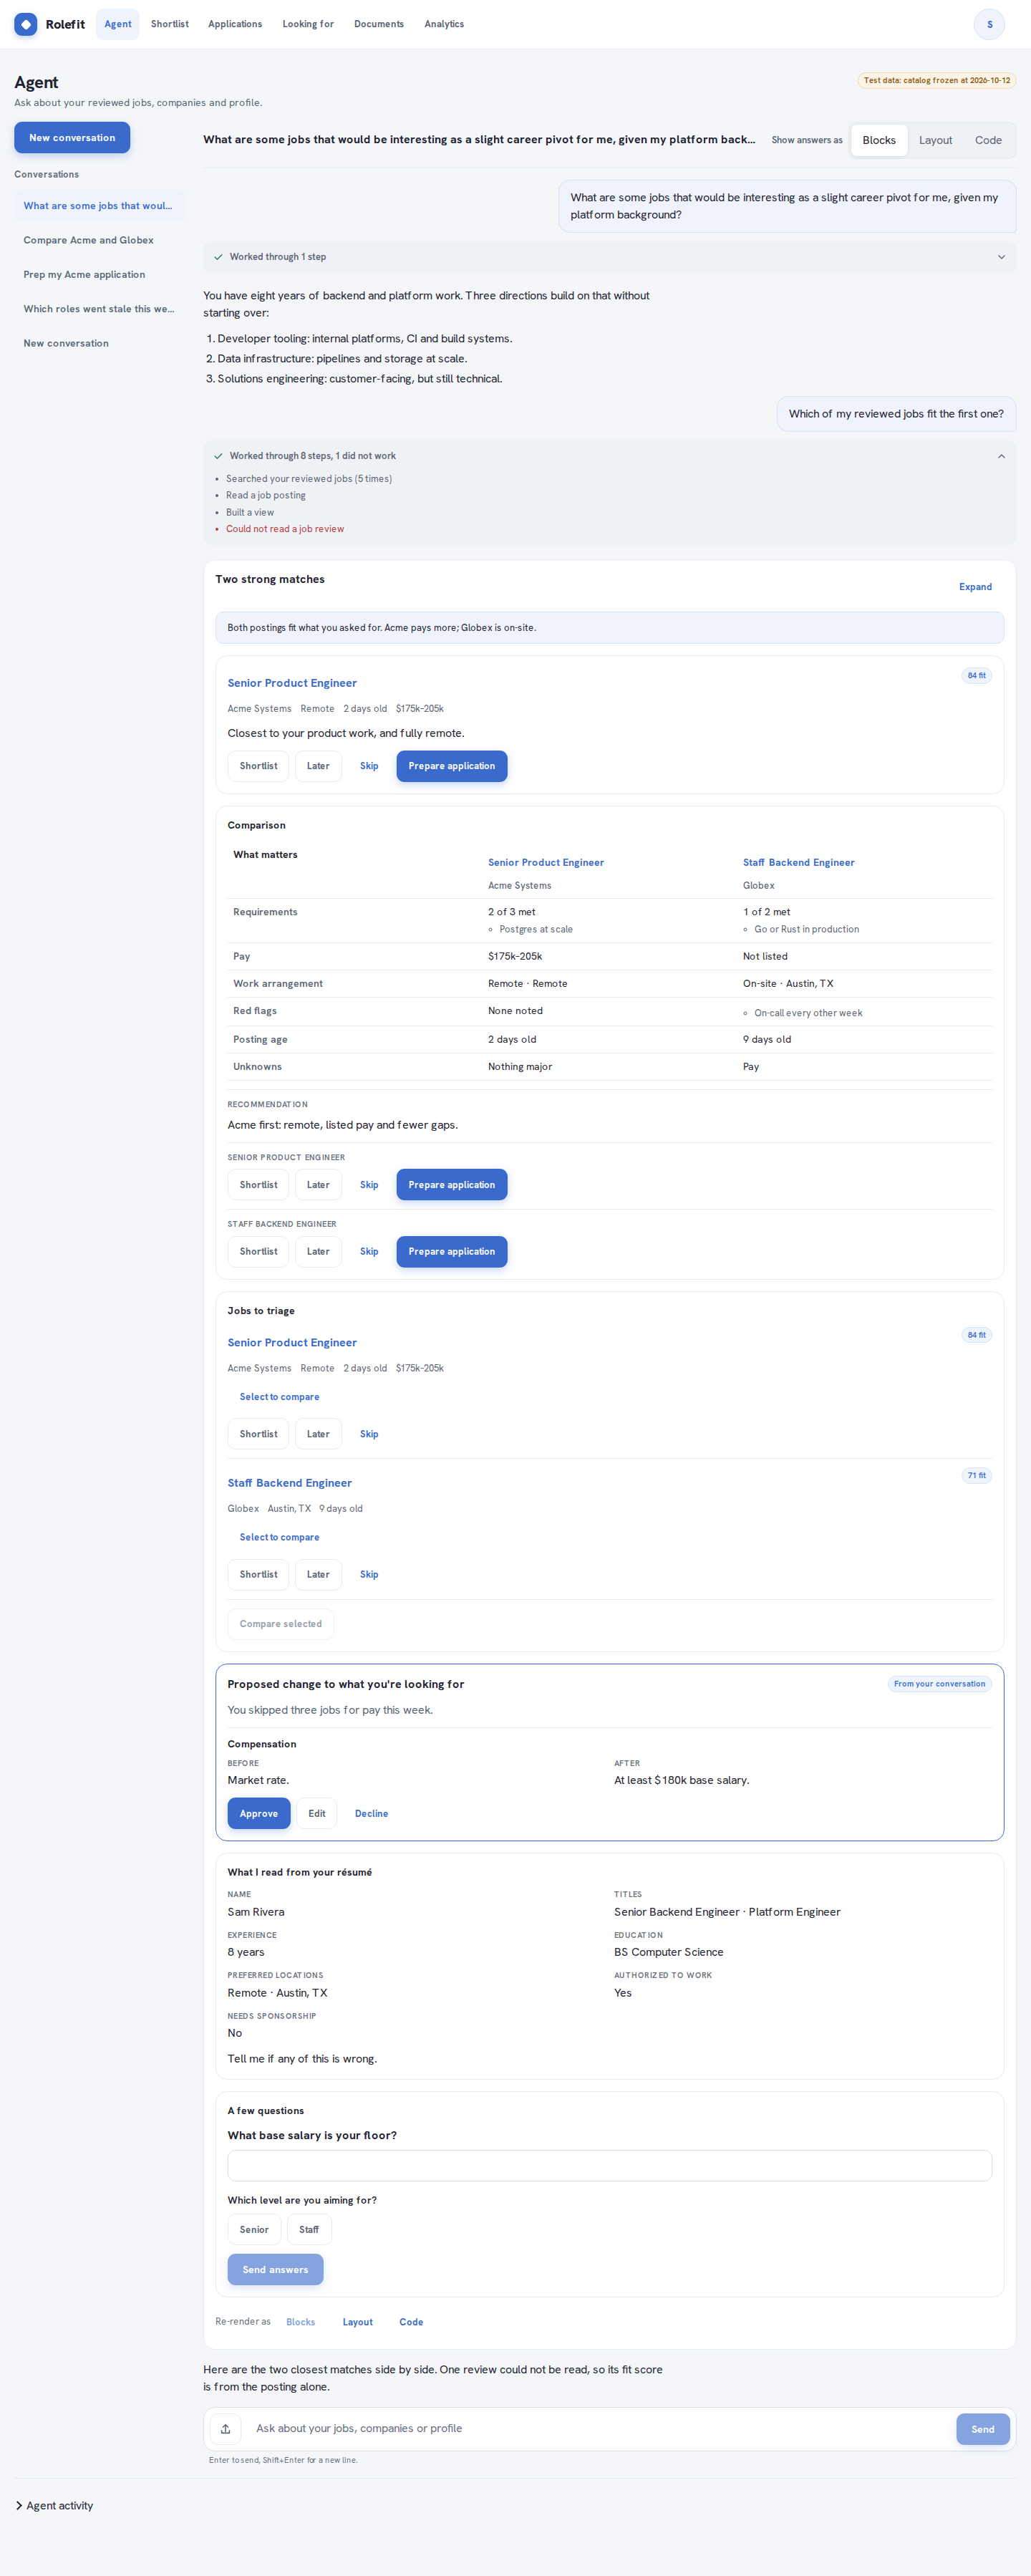 Rolefit Agent Shortlist Applications Looking for Documents Analytics S
Agent
Test data: catalog frozen at 2026-10-12
Ask about your reviewed jobs, companies and profile.
New conversation
Conversations
What are some jobs that woul...
Compare Acme and Globex
Prep my Acme application
Which roles went stale this we...
New conversation
What are some jobs that would be interesting as a slight career pivot for me, given my platform back...
Show answers as Blocks Layout Code
What are some jobs that would be interesting as a slight career pivot for me, given my
platform background?
Worked through 1 step
You have eight years of backend and platform work. Three directions build on that without
starting over:
1. Developer tooling: internal platforms, CI and build systems.
2. Data infrastructure: pipelines and storage at scale.
3. Solutions engineering: customer-facing, but still technical.
Which of my reviewed jobs fit the first one?
Worked through 8 steps, 1 did not work
• Searched your reviewed jobs (5 times)
• Read a job posting
• Built a view
• Could not read a job review
Two strong matches
Expand
Both postings fit what you asked for. Acme pays more; Globex is on-site.
Senior Product Engineer
84 fit
Acme Systems Remote 2 days old $175k–205k
Closest to your product work, and fully remote.
Shortlist Later Skip Prepare application
Comparison
What matters Senior Product Engineer Staff Backend Engineer
Acme Systems Globex
Requirements 2 of 3 met 1 of 2 met
Postgres at scale Go or Rust in production
Pay $175k–205k Not listed
Work arrangement Remote · Remote On-site · Austin, TX
Red flags None noted On-call every other week
Posting age 2 days old 9 days old
Unknowns Nothing major Pay
RECOMMENDATION
Acme first: remote, listed pay and fewer gaps.
SENIOR PRODUCT ENGINEER
Shortlist Later Skip Prepare application
STAFF BACKEND ENGINEER
Shortlist Later Skip Prepare application
Jobs to triage
Senior Product Engineer
84 fit
Acme Systems Remote 2 days old $175k–205k
Select to compare
Shortlist Later Skip
Staff Backend Engineer
71 fit
Globex Austin, TX 9 days old
Select to compare
Shortlist Later Skip
Compare selected
Proposed change to what you're looking for
From your conversation
You skipped three jobs for pay this week.
Compensation
BEFORE AFTER
Market rate. At least $180k base salary.
Approve Edit Decline
What I read from your résumé
NAME TITLES
Sam Rivera Senior Backend Engineer · Platform Engineer
EXPERIENCE EDUCATION
8 years BS Computer Science
PREFERRED LOCATIONS AUTHORIZED TO WORK
Remote · Austin, TX Yes
NEEDS SPONSORSHIP
No
Tell me if any of this is wrong.
A few questions
What base salary is your floor?
Which level are you aiming for?
Senior Staff
Send answers
Re-render as Blocks Layout Code
Here are the two closest matches side by side. One review could not be read, so its fit score
is from the posting alone.
Ask about your jobs, companies or profile
Send
Enter to send, Shift+Enter for a new line.
Agent activity